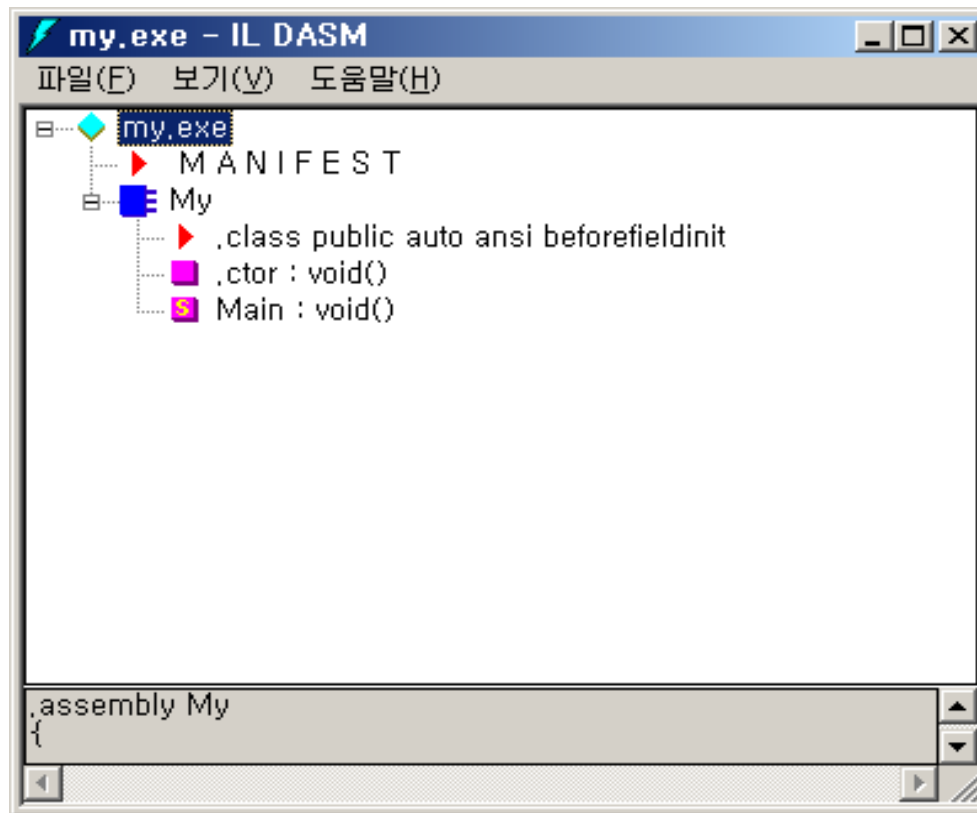 my.exe - IL DASM
파일(F) 보기(V) 도움말(H)
my.exe
M A N I F E S T
My
.class public auto ansi beforefieldinit
.ctor : void()
S Main : void()
.assembly My
{